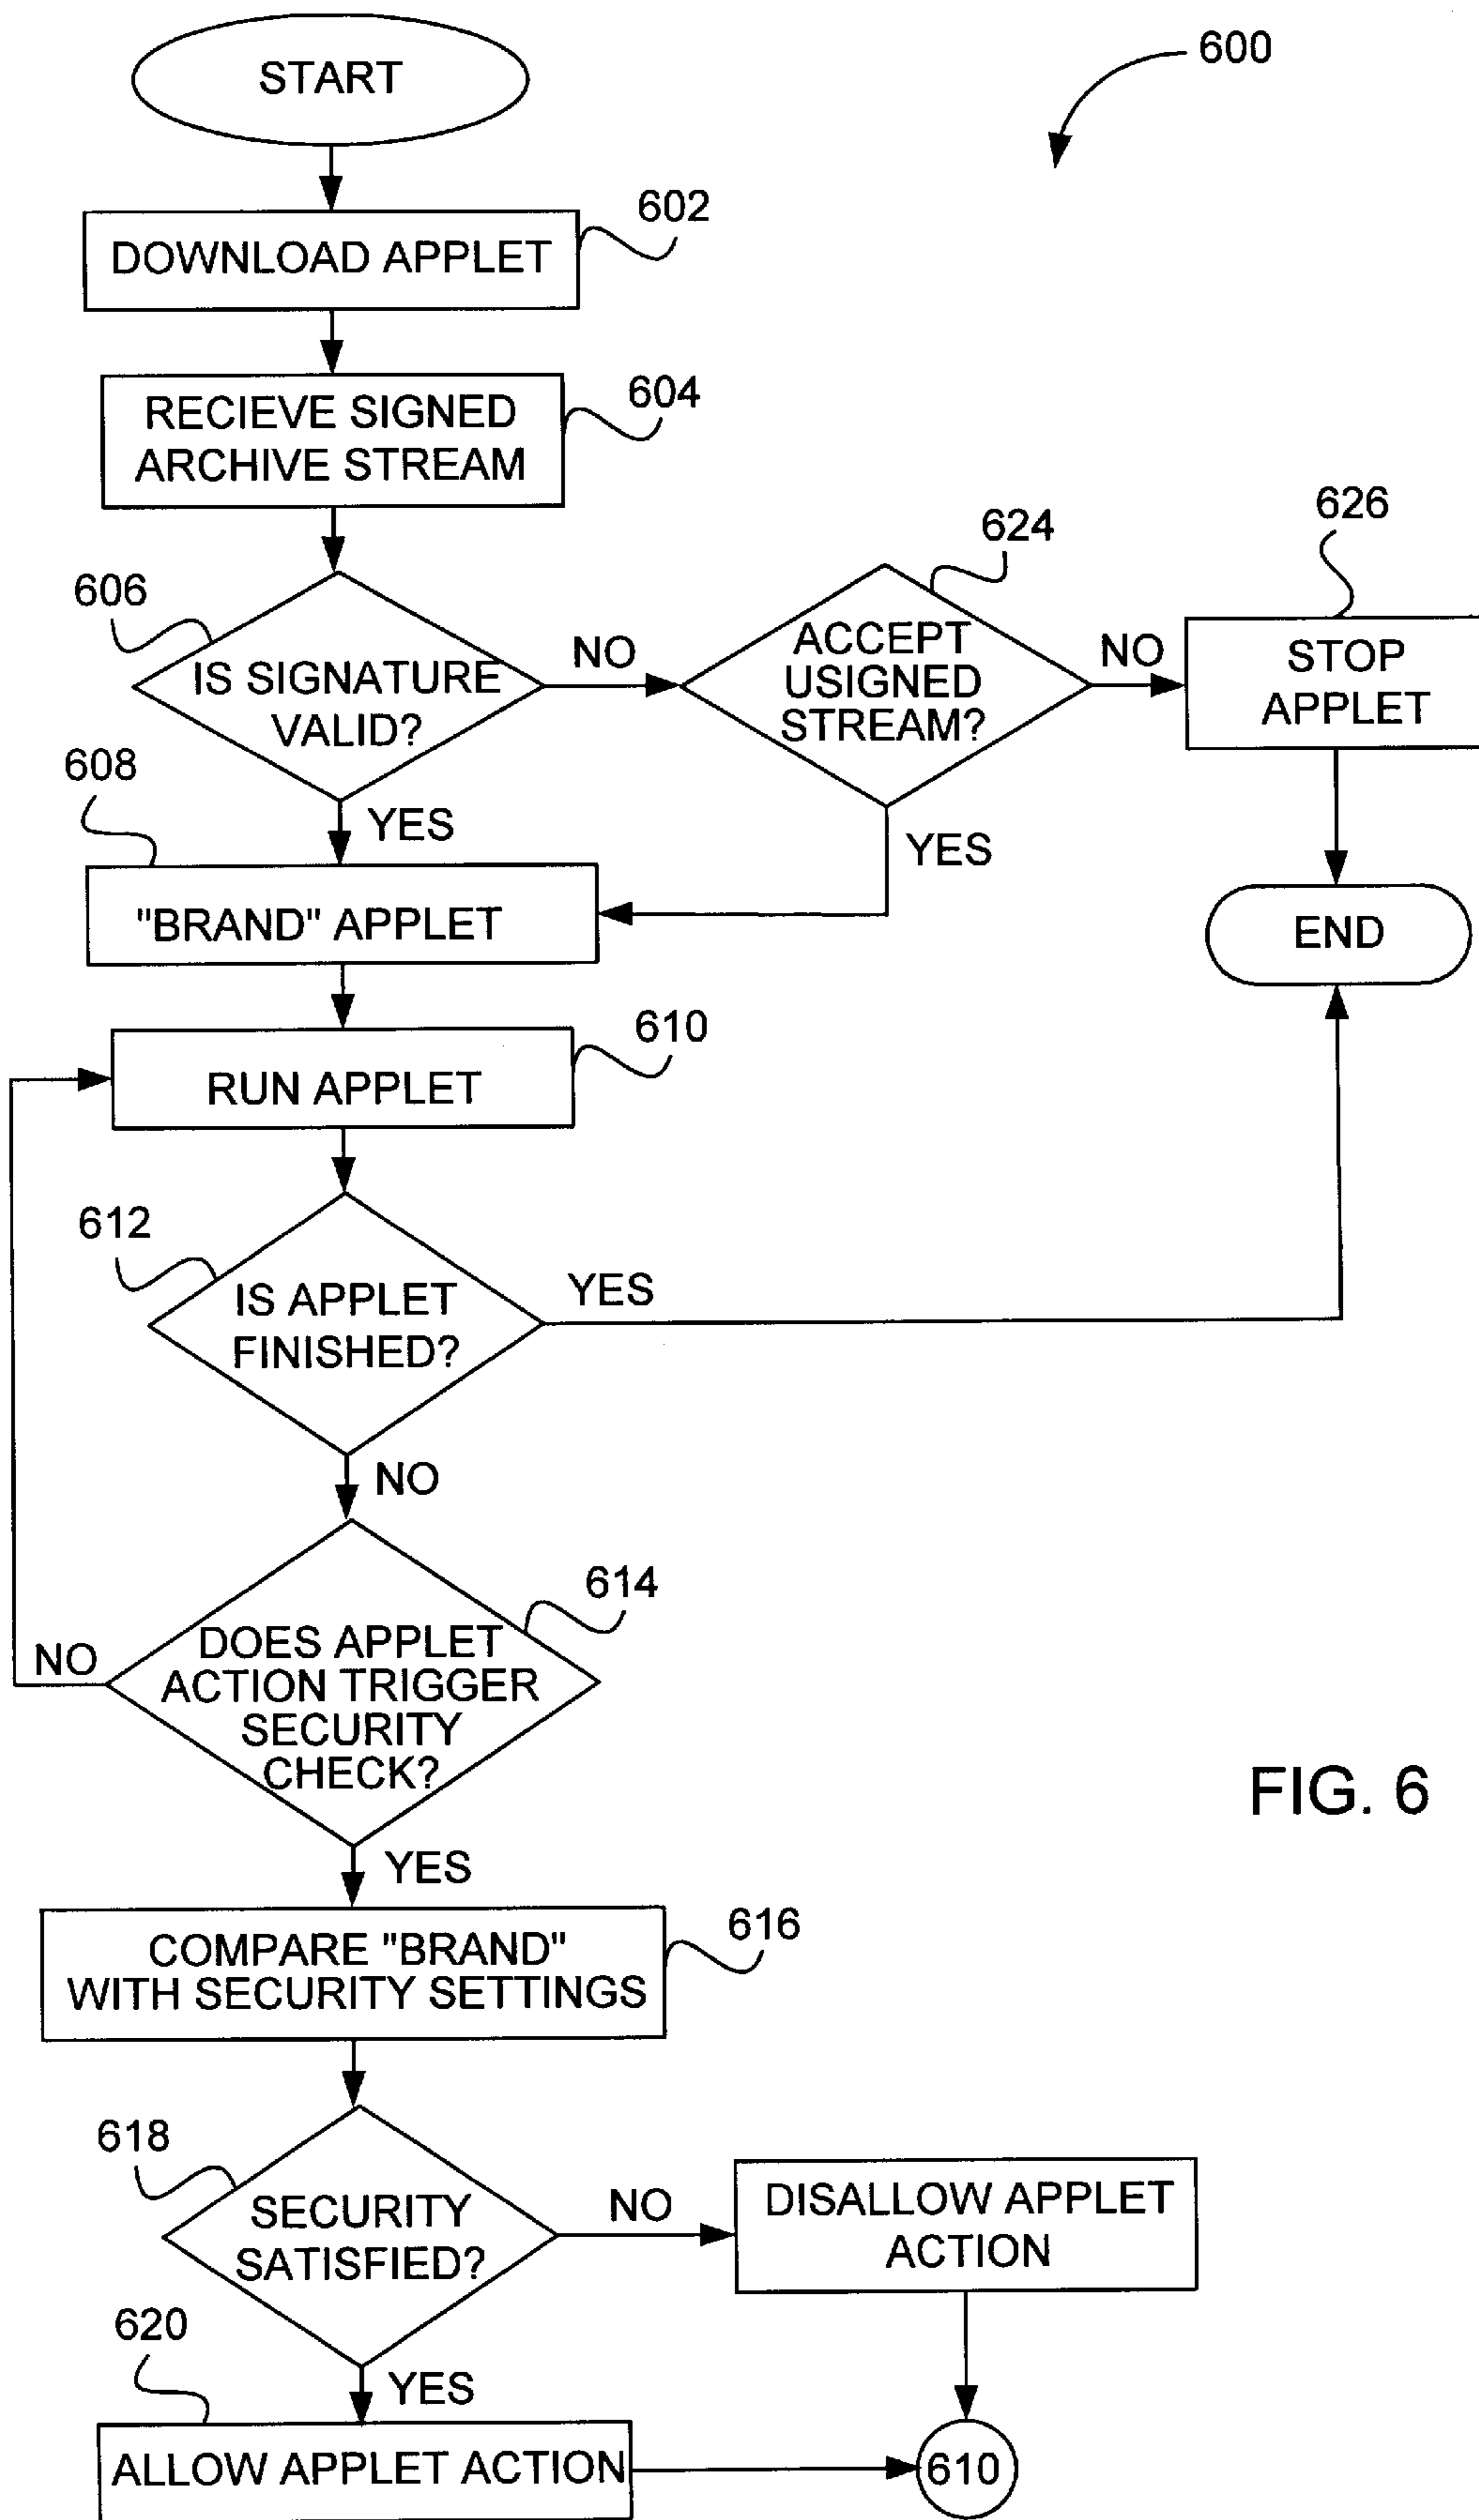 START
600
602
DOWNLOAD APPLET
604
RECIEVE SIGNED
ARCHIVE STREAM
606
IS SIGNATURE
VALID?
NO
624
ACCEPT
USIGNED
STREAM?
NO
626
STOP
APPLET
YES
YES
608
"BRAND" APPLET
END
610
RUN APPLET
612
IS APPLET
FINISHED?
YES
NO
614
DOES APPLET
ACTION TRIGGER
SECURITY
CHECK?
NO
YES
FIG. 6
616
COMPARE "BRAND"
WITH SECURITY SETTINGS
618
SECURITY
SATISFIED?
NO
DISALLOW APPLET
ACTION
YES
620
ALLOW APPLET ACTION
610